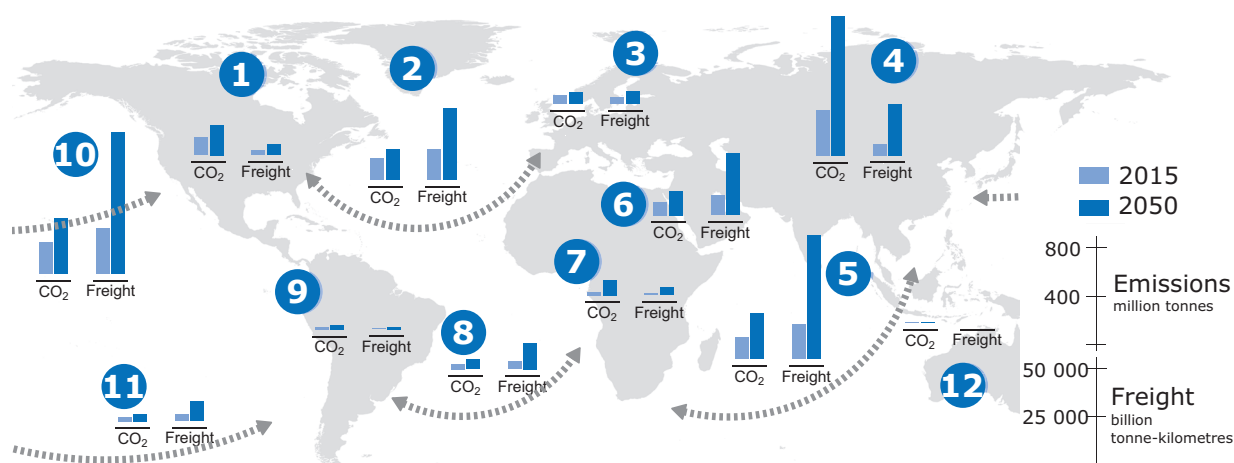 1
CO₂
Freight
2
CO₂
Freight
3
CO₂
Freight
4
CO₂
Freight
10
CO₂
Freight
6
CO₂
Freight
7
CO₂
Freight
5
CO₂
Freight
9
CO₂
Freight
8
CO₂
Freight
11
CO₂
Freight
12
CO₂
Freight
2015
2050
800
400
Emissions
million tonnes
50 000
25 000
Freight
billion
tonne-kilometres